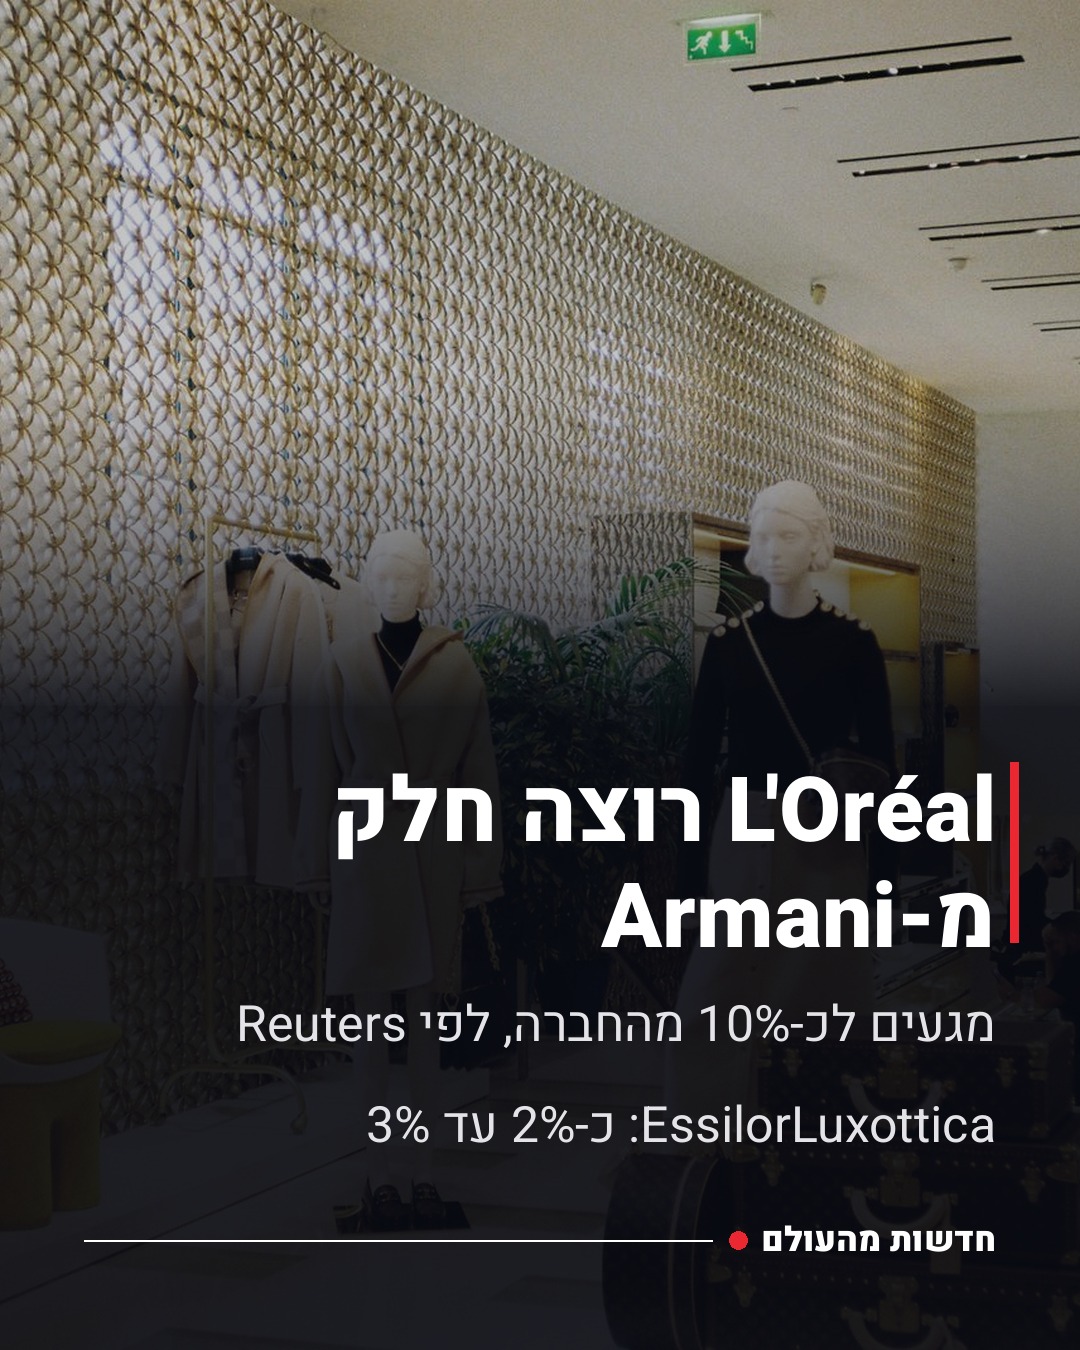 L'Oréal רוצה חלק
מ-Armani
מגעים לכ-10% מהחברה, לפי Reuters
EssilorLuxottica: כ-2% עד 3%
חדשות מהעולם